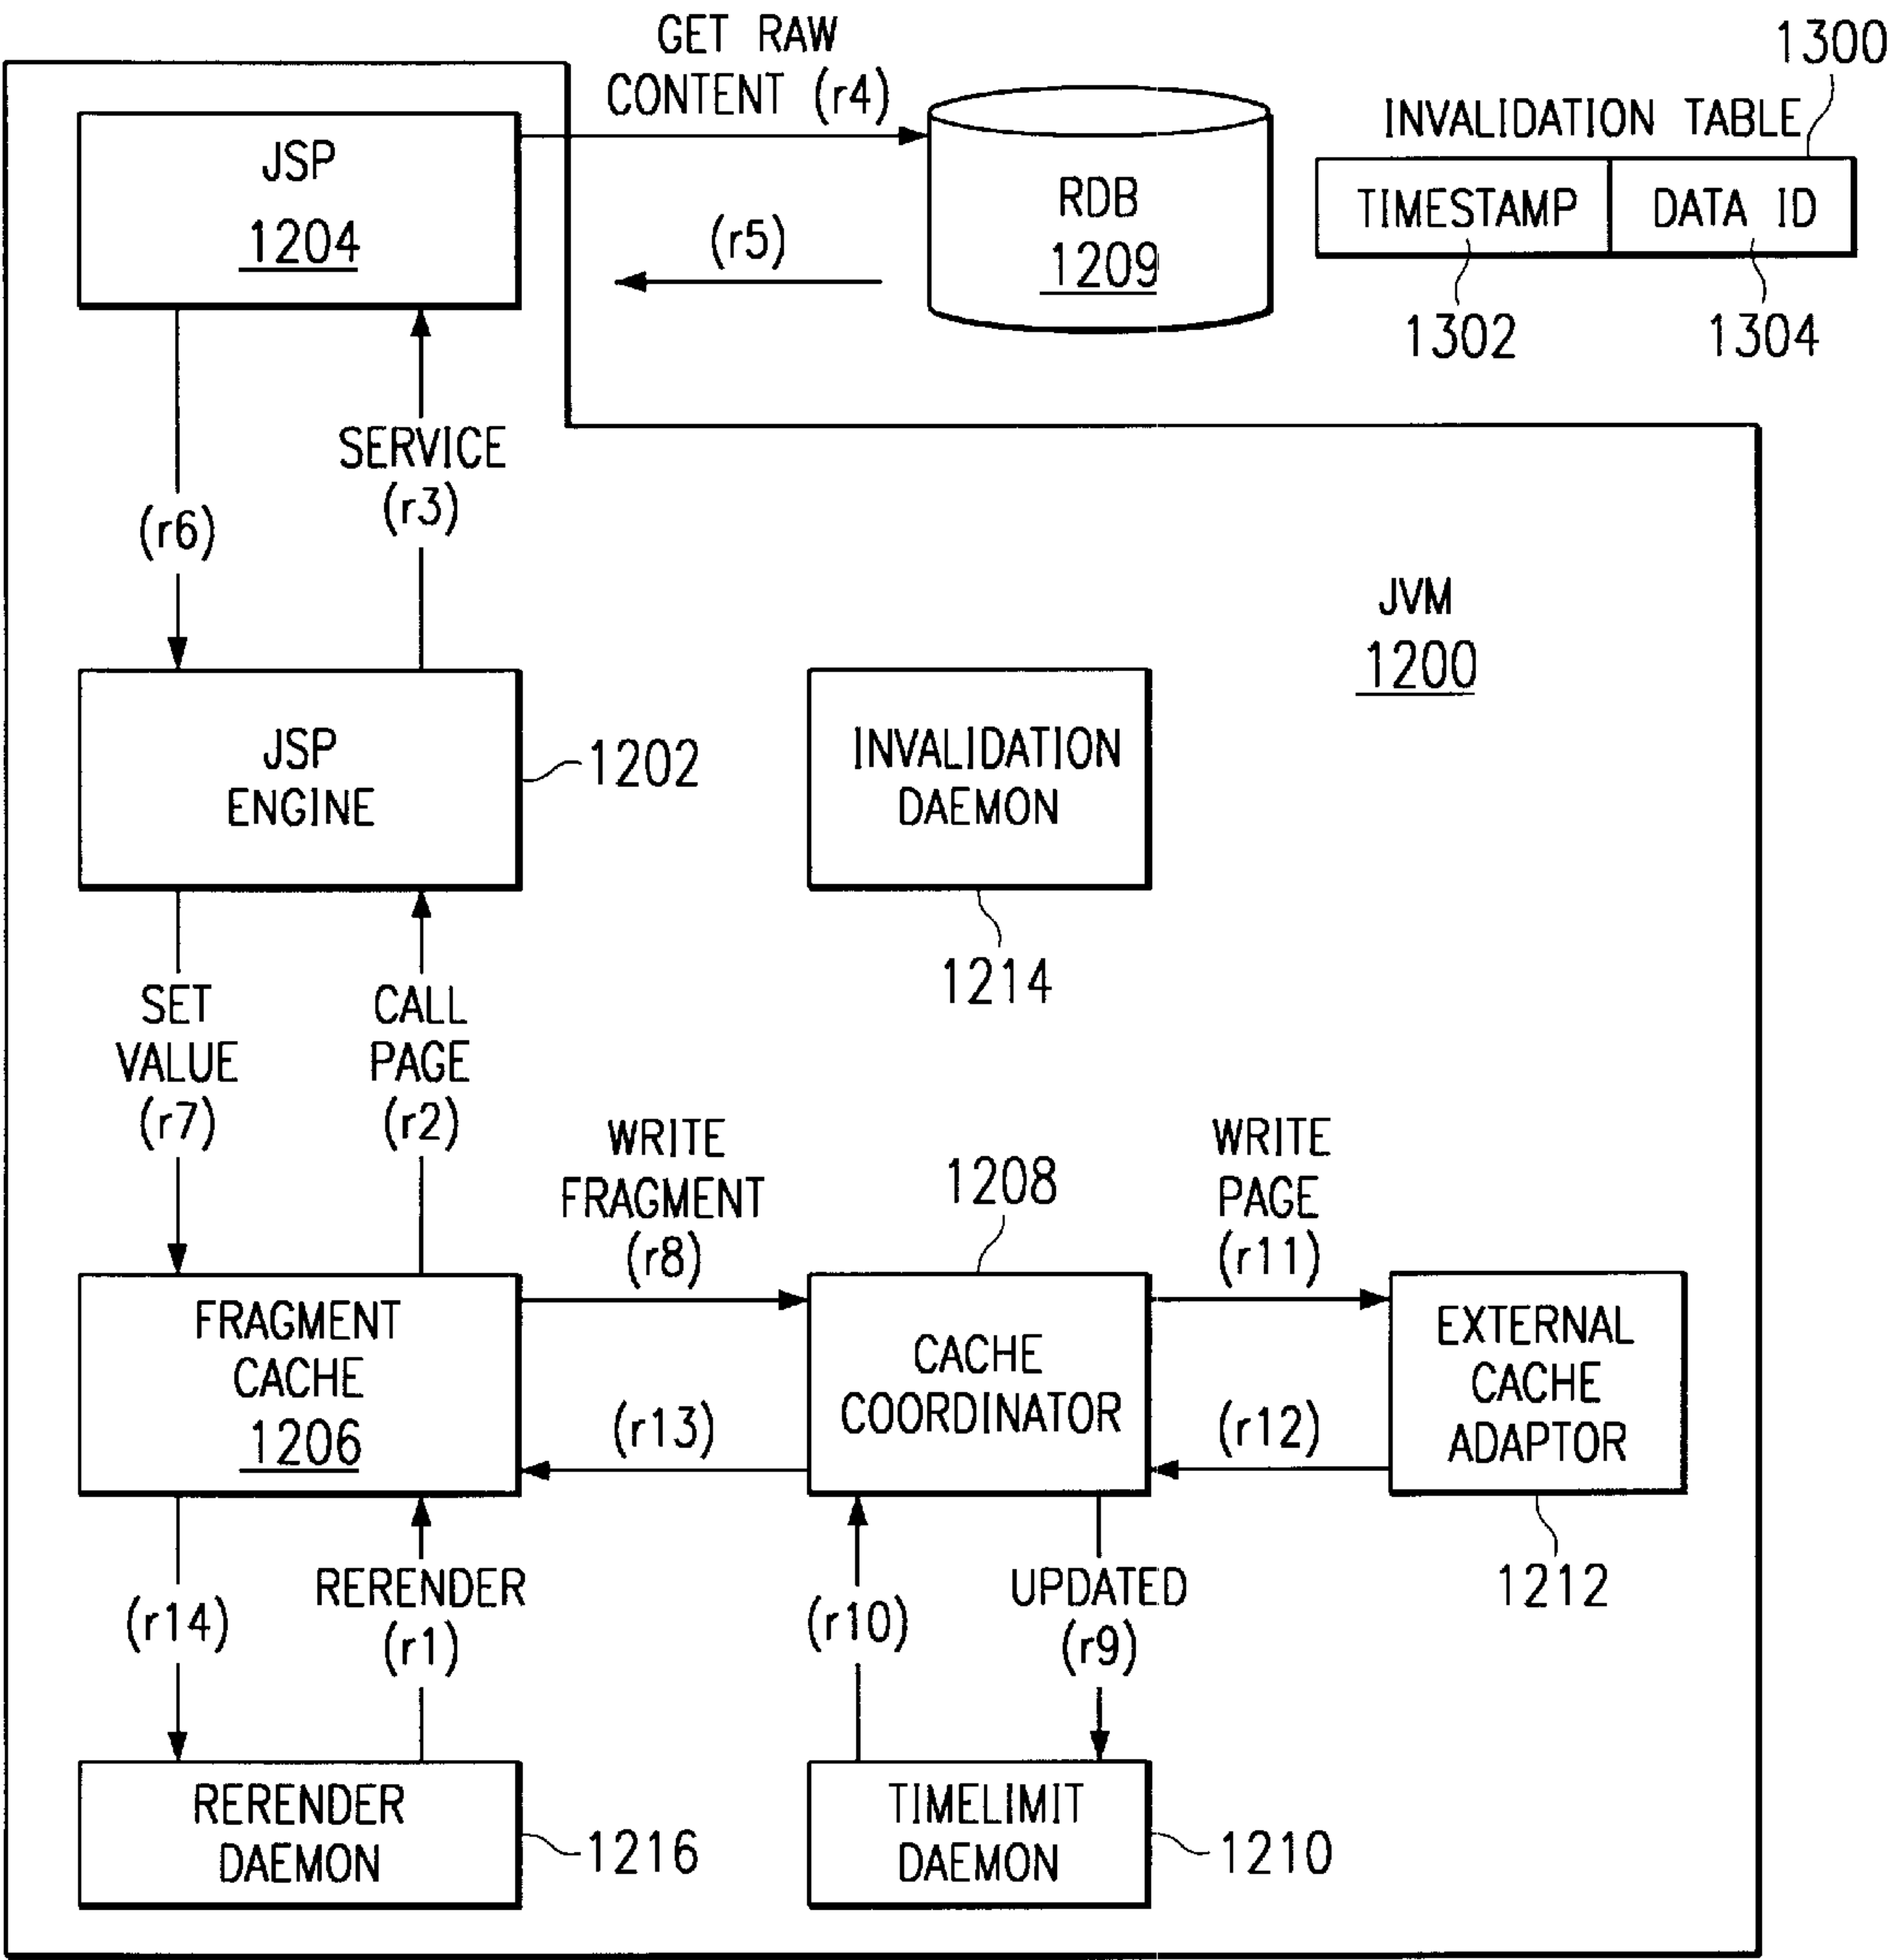 GET RAW
CONTENT (r4)
1300
INVALIDATION TABLE
JSP
1204
(r5)
RDB
1209
TIMESTAMP
DATA ID
1302
1304
SERVICE
(r3)
(r6)
JVM
1200
JSP
ENGINE
1202
INVALIDATION
DAEMON
1214
SET
VALUE
(r7)
CALL
PAGE
(r2)
WRITE
FRAGMENT
(r8)
1208
WRITE
PAGE
(r11)
FRAGMENT
CACHE
1206
(r13)
CACHE
COORDINATOR
(r12)
EXTERNAL
CACHE
ADAPTOR
1212
(r14)
RERENDER
(r1)
(r10)
UPDATED
(r9)
RERENDER
DAEMON
1216
TIMELIMIT
DAEMON
1210